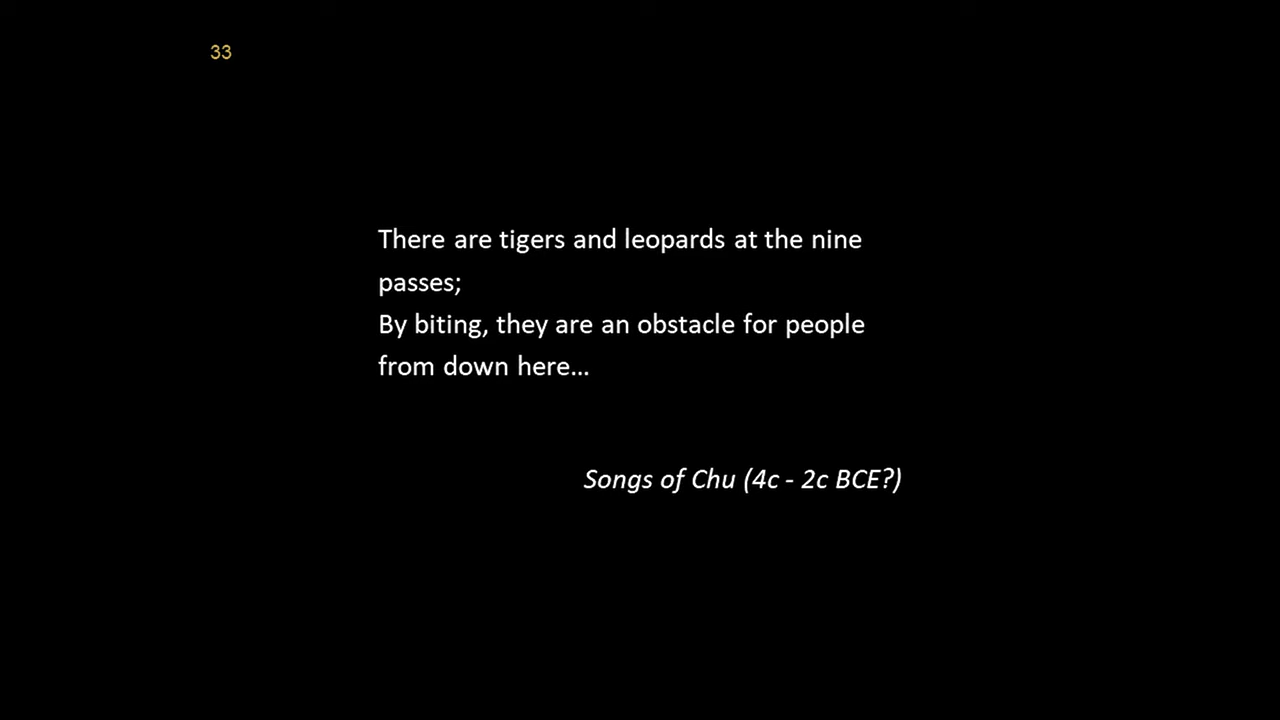 33
There are tigers and leopards at the nine
passes;
By biting, they are an obstacle for people
from down here…
Songs of Chu (4c - 2c BCE?)